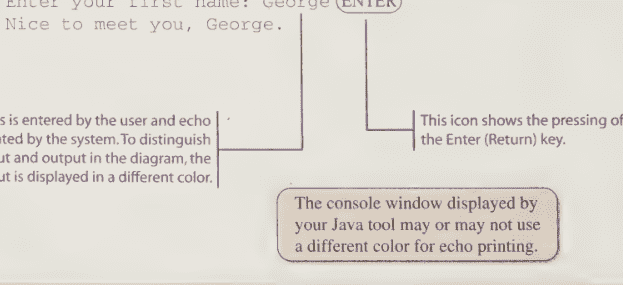 Enter your first name: George ENTER
Nice to meet you, George.
is entered by the user and echo
by the system. To distinguish
and output in the diagram, the
is displayed in a different color.
This icon shows the pressing of
the Enter (Return) key.
The console window displayed by
your Java tool may or may not use
a different color for echo printing.